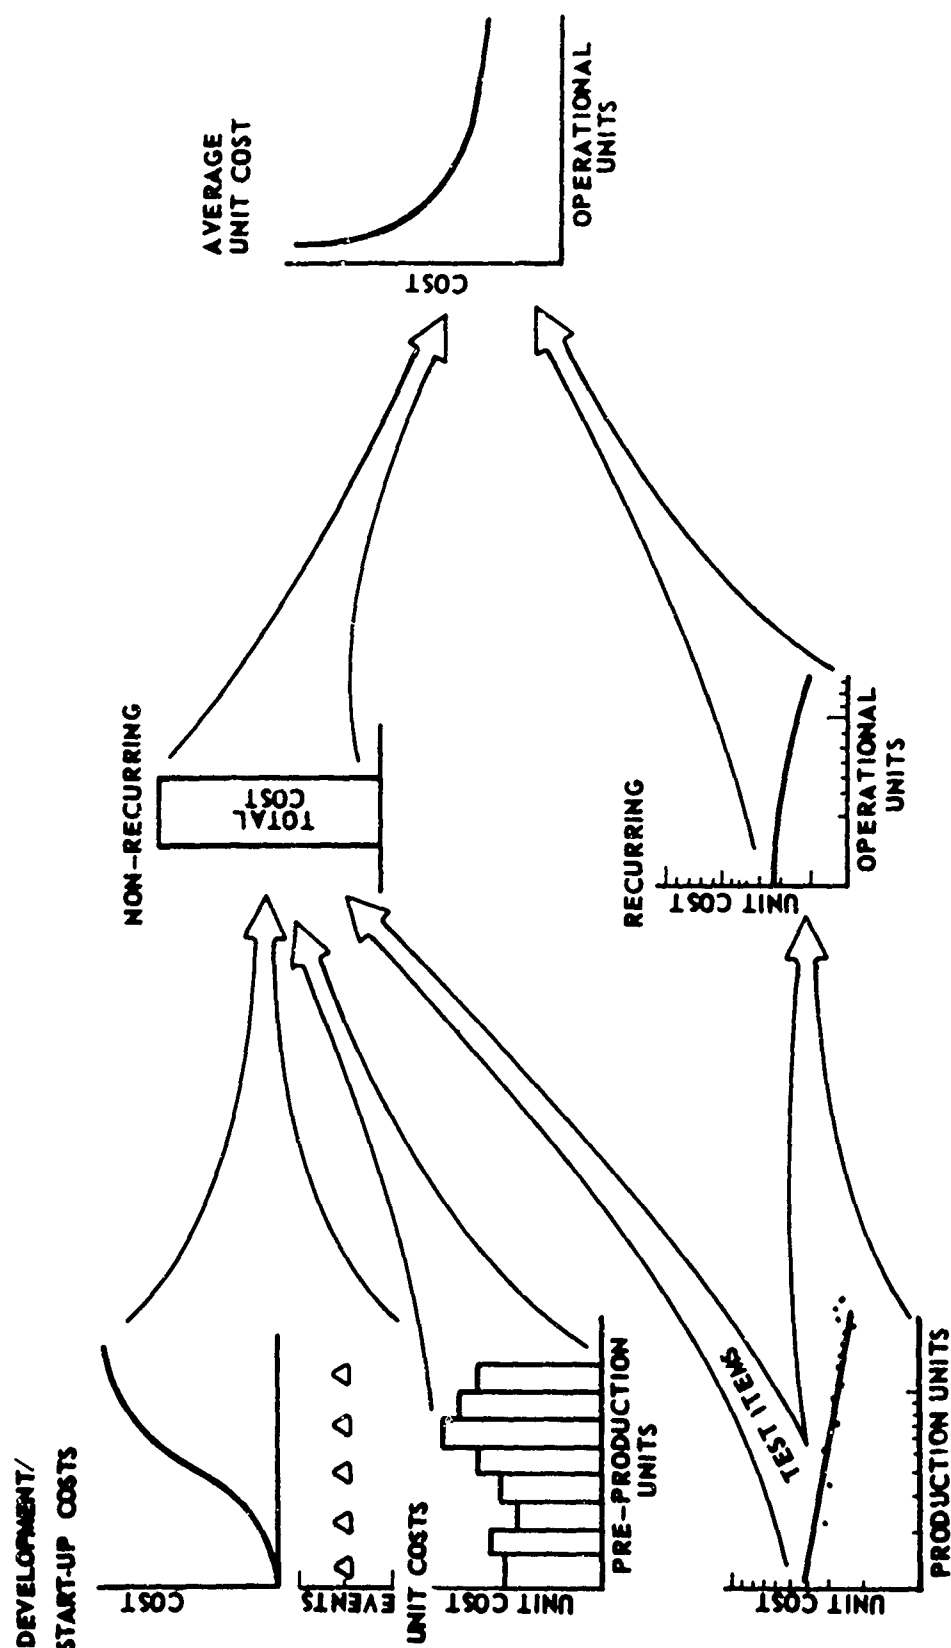 DEVELOPMENT/
START-UP COSTS
COST
EVENTS
UNIT COSTS
UNIT COST
PRE-PRODUCTION
UNITS
TEST ITEMS
UNIT COST
PRODUCTION UNITS
NON-RECURRING
TOTAL
COST
RECURRING
UNIT COST
OPERATIONAL
UNITS
AVERAGE
UNIT COST
COST
OPERATIONAL
UNITS